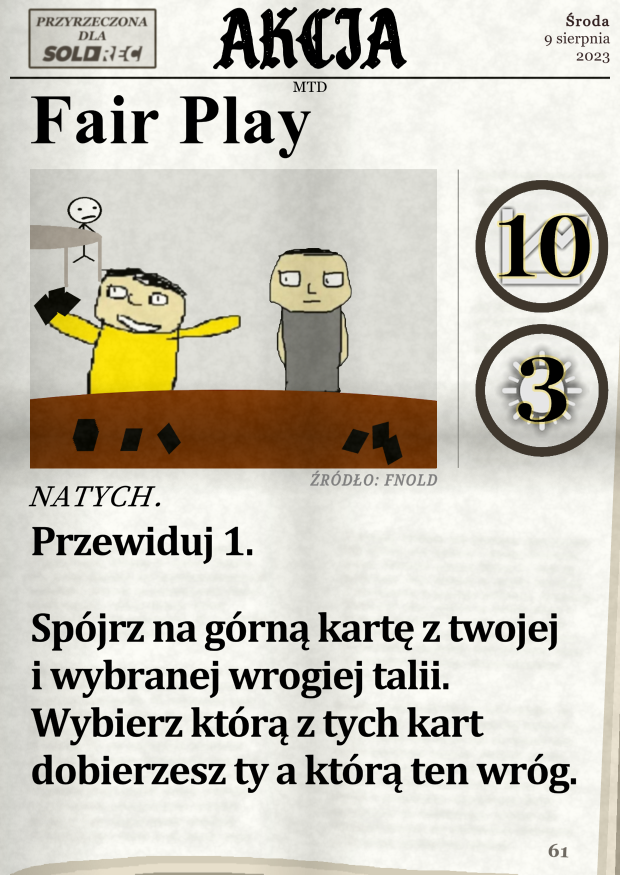 PRZYRZECZONA
DLA
SOLOREC
AKCJA
Środa
9 sierpnia
2023
MTD
Fair Play
10
3
ŹRÓDŁO: FNOLD
NATYCH.
Przewiduj 1.
Spójrz na górną kartę z twojej
i wybranej wrogiej talii.
Wybierz którą z tych kart
dobierzesz ty a którą ten wróg.
61